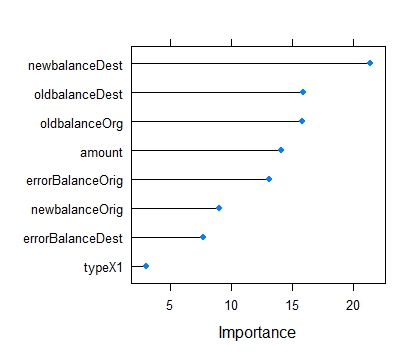 newbalanceDest
oldbalanceDest
oldbalanceOrg
amount
errorBalanceOrig
newbalanceOrig
errorBalanceDest
typeX1
5 10 15 20
Importance